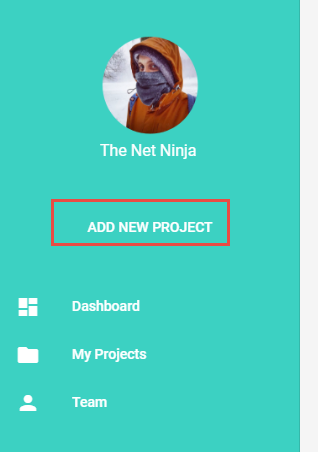 The Net Ninja
ADD NEW PROJECT
Dashboard
My Projects
Team